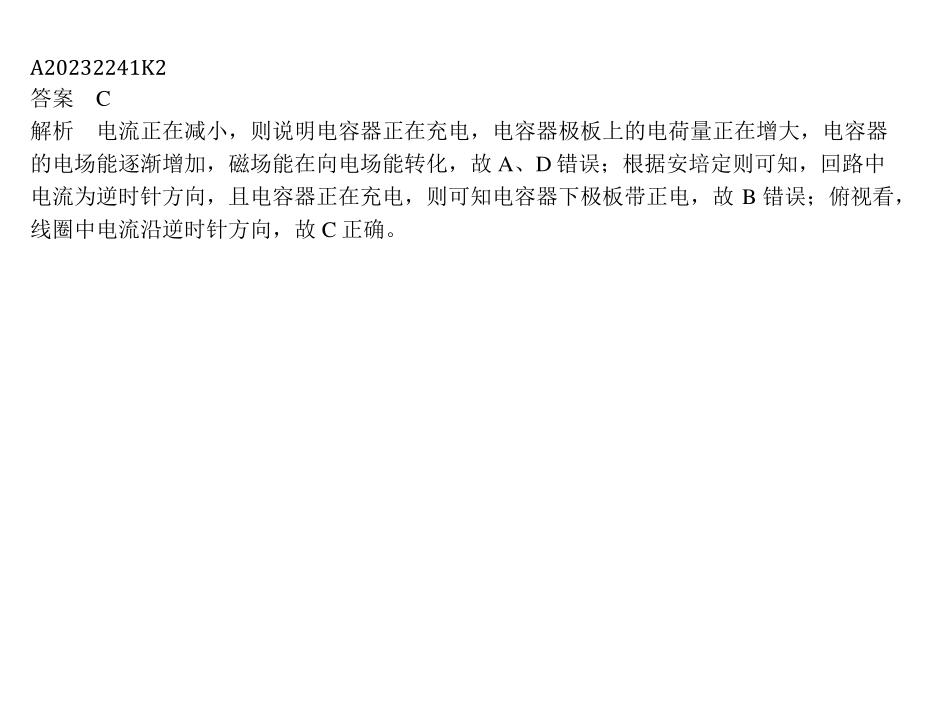 A20232241K2
答案 C
解析 电流正在减小，则说明电容器正在充电，电容器极板上的电荷量正在增大，电容器
的电场能逐渐增加，磁场能在向电场能转化，故 A、D 错误；根据安培定则可知，回路中
电流为逆时针方向，且电容器正在充电，则可知电容器下极板带正电，故 B 错误；俯视看，
线圈中电流沿逆时针方向，故 C 正确。